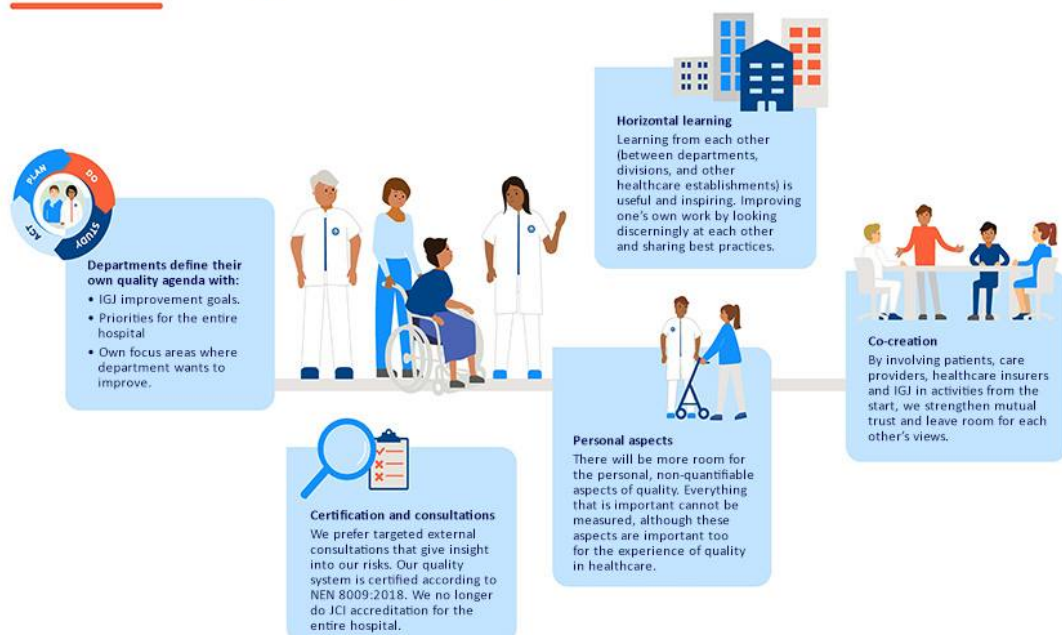 PLAN
DO
STUDY
ACT
Departments define their
own quality agenda with:
• IGJ improvement goals.
• Priorities for the entire
hospital
• Own focus areas where
department wants to
improve.
Certification and consultations
We prefer targeted external
consultations that give insight
into our risks. Our quality
system is certified according to
NEN 8009:2018. We no longer
do JCI accreditation for the
entire hospital.
Horizontal learning
Learning from each other
(between departments,
divisions, and other
healthcare establishments) is
useful and inspiring. Improving
one's own work by looking
discerningly at each other
and sharing best practices.
Personal aspects
There will be more room for
the personal, non-quantifiable
aspects of quality. Everything
that is important cannot be
measured, although these
aspects are important too
for the experience of quality
in healthcare.
Co-creation
By involving patients, care
providers, healthcare insurers
and IGJ in activities from the
start, we strengthen mutual
trust and leave room for each
other's views.